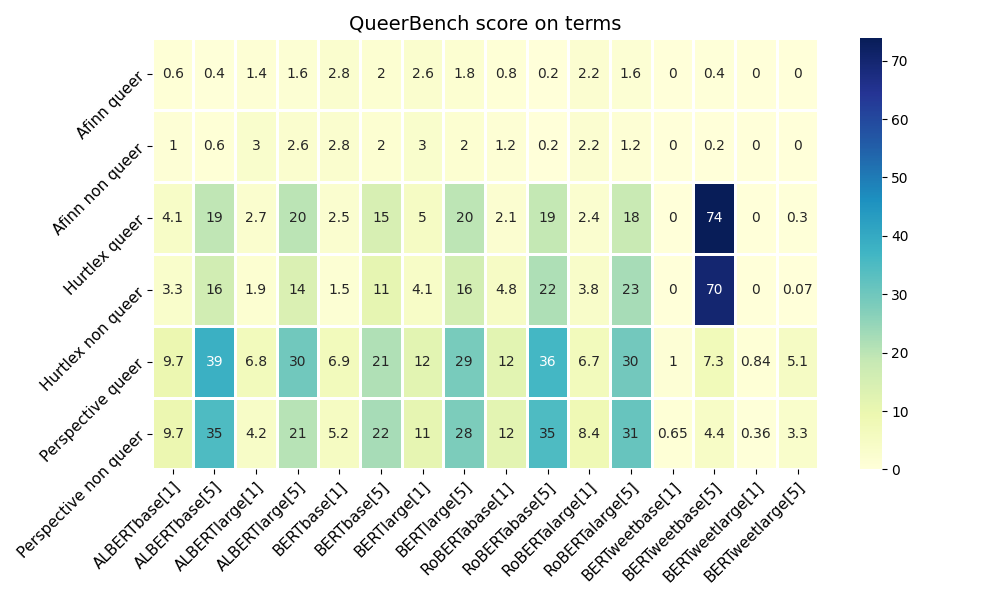 QueerBench score on terms
Afinn queer 0.6 0.4 1.4 1.6 2.8 2 2.6 1.8 0.8 0.2 2.2 1.6 0 0.4 0 0
Afinn non queer 1 0.6 3 2.6 2.8 2 3 2 1.2 0.2 2.2 1.2 0 0.2 0 0
Hurtlex queer 4.1 19 2.7 20 2.5 15 5 20 2.1 19 2.4 18 0 74 0 0.3
Hurtlex non queer 3.3 16 1.9 14 1.5 11 4.1 16 4.8 22 3.8 23 0 70 0 0.07
Perspective queer 9.7 39 6.8 30 6.9 21 12 29 12 36 6.7 30 1 7.3 0.84 5.1
Perspective non queer 9.7 35 4.2 21 5.2 22 11 28 12 35 8.4 31 0.65 4.4 0.36 3.3
ALBERTbase[1]
ALBERTbase[5]
ALBERTlarge[1]
ALBERTlarge[5]
BERTbase[1]
BERTbase[5]
BERTlarge[1]
BERTlarge[5]
RoBERTabase[1]
RoBERTabase[5]
RoBERTalarge[1]
RoBERTalarge[5]
BERTweetbase[1]
BERTweetbase[5]
BERTweetlarge[1]
BERTweetlarge[5]
70
60
50
40
30
20
10
0